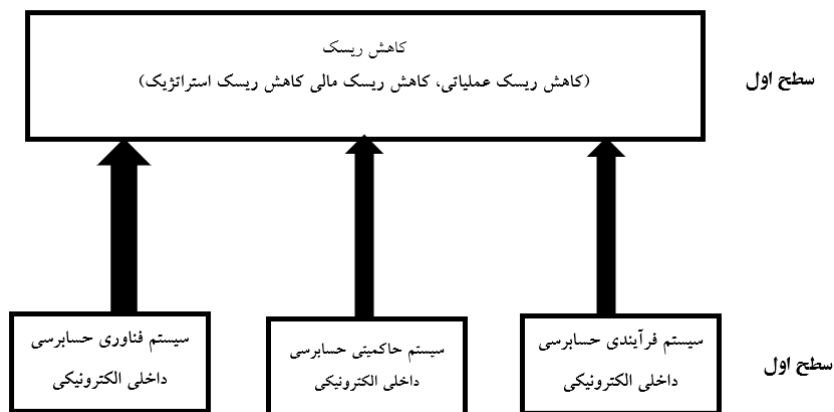 کاهش ریسک
(کاهش ریسک عملیاتی، کاهش ریسک مالی کاهش ریسک استراتژیک)
سطح اول
سیستم فرآیندی حسابرسی
داخلی الکترونیکی
سیستم حاکمیتی حسابرسی
داخلی الکترونیکی
سیستم فناوری حسابرسی
داخلی الکترونیکی
سطح اول